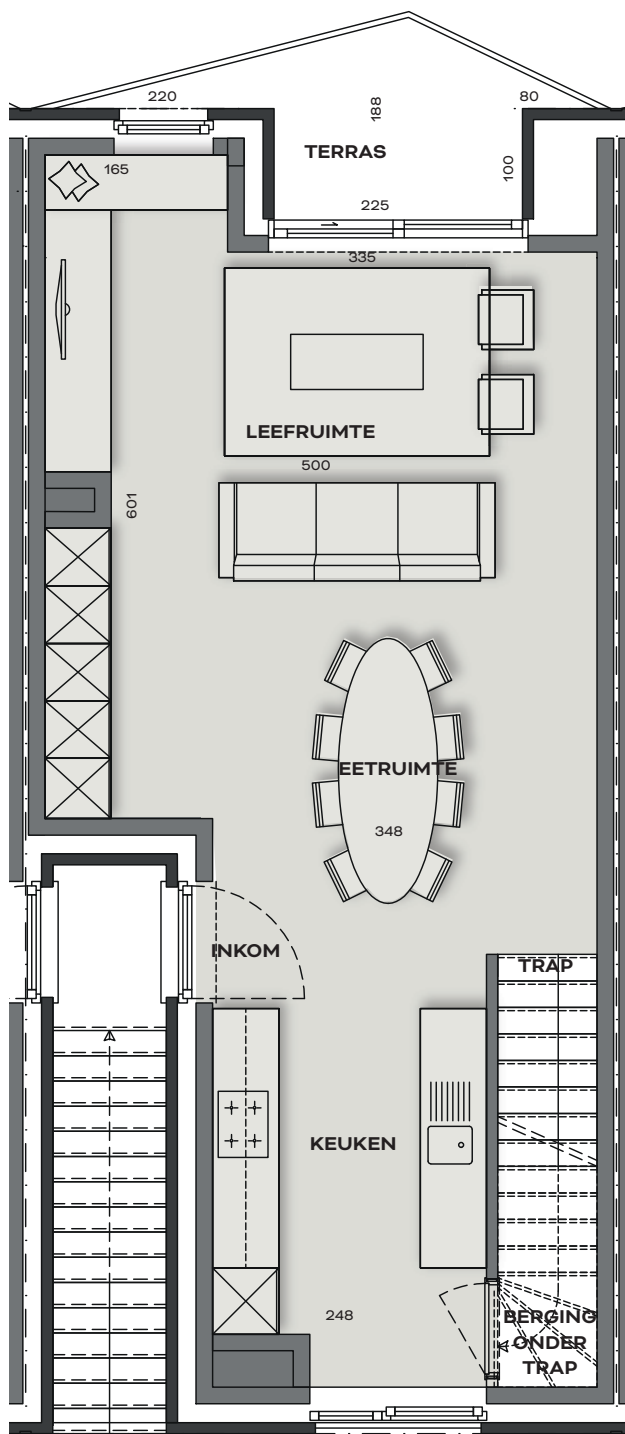 220
188
80
165
TERRAS
100
225
335
LEEFRUIMTE
500
601
EETRUIMTE
348
INKOM
TRAP
KEUKEN
248
BERGING
ONDER
TRAP